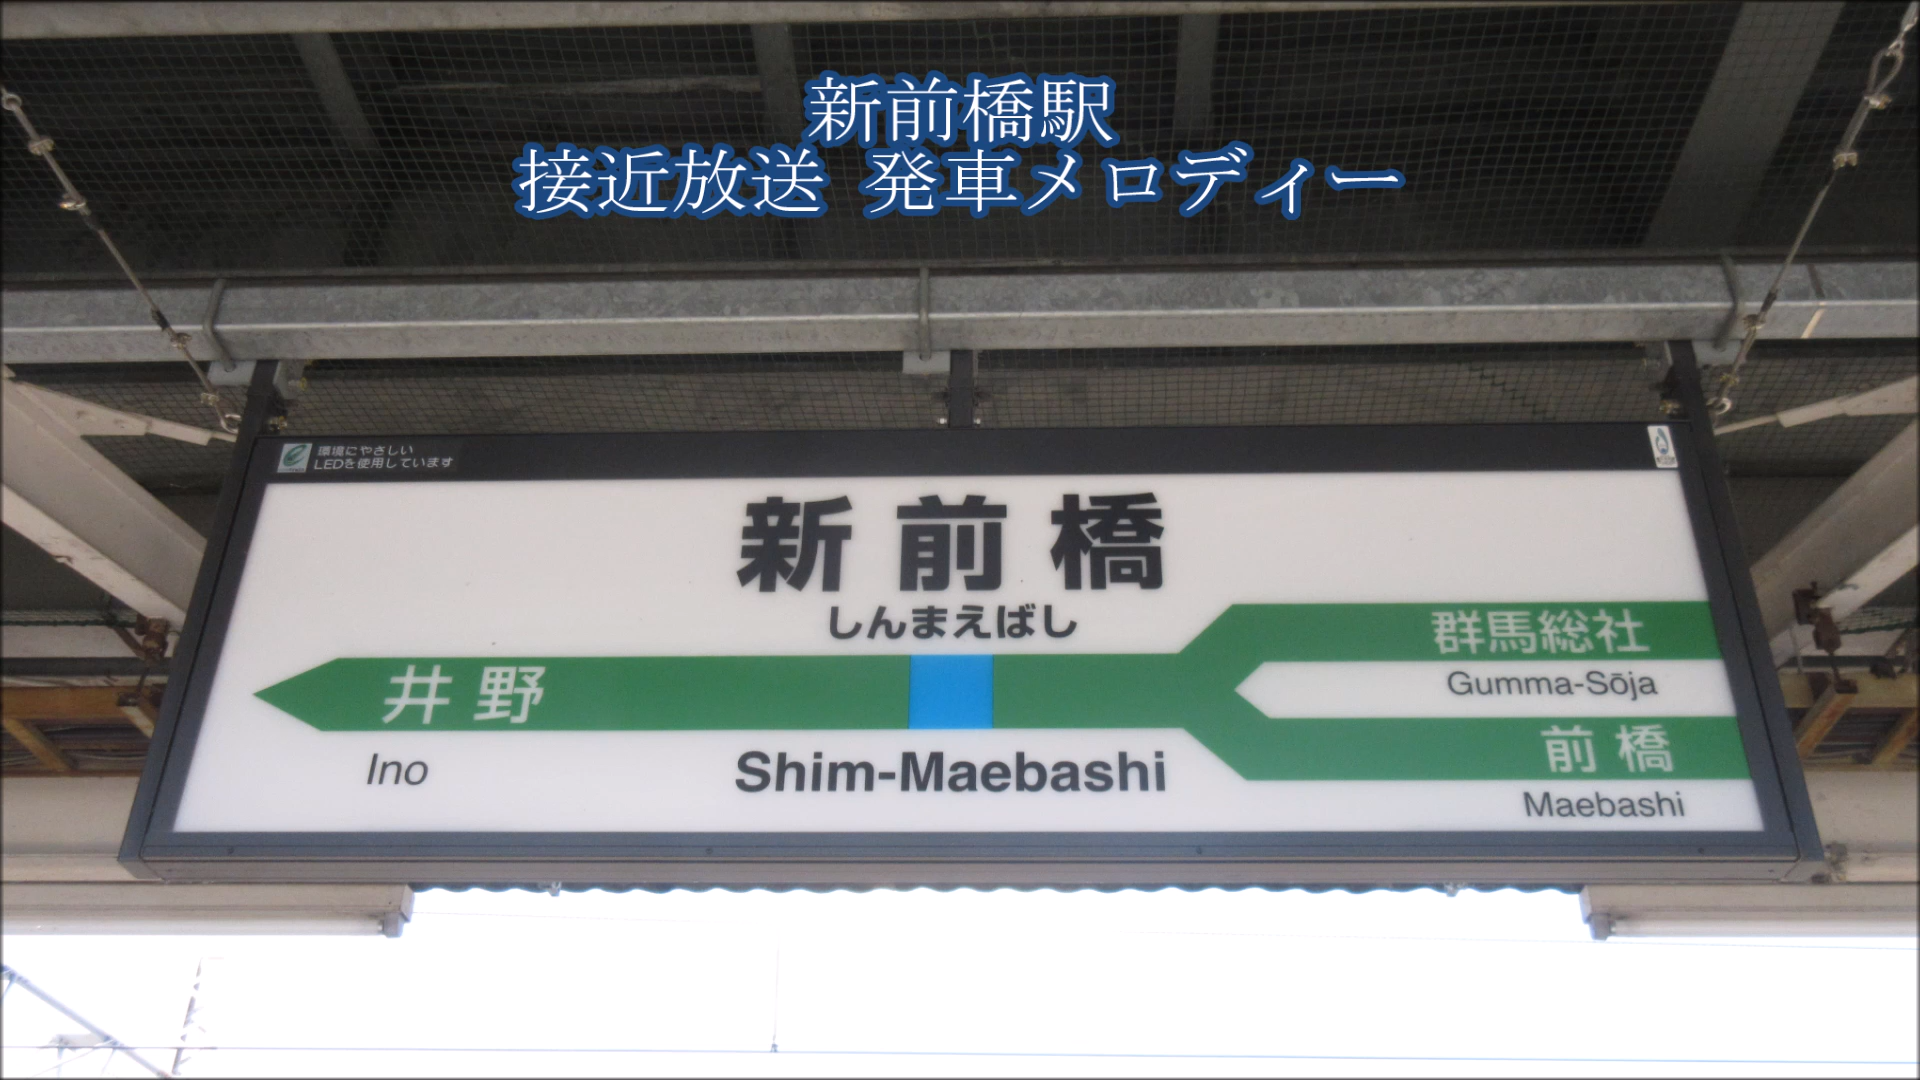 新前橋駅
接近放送 発車メロディー
環境にやさしい
LEDを使用しています
新前橋
しんまえばし
群馬総社
Gumma-Sōja
井野
前橋
Ino
Shim-Maebashi
Maebashi